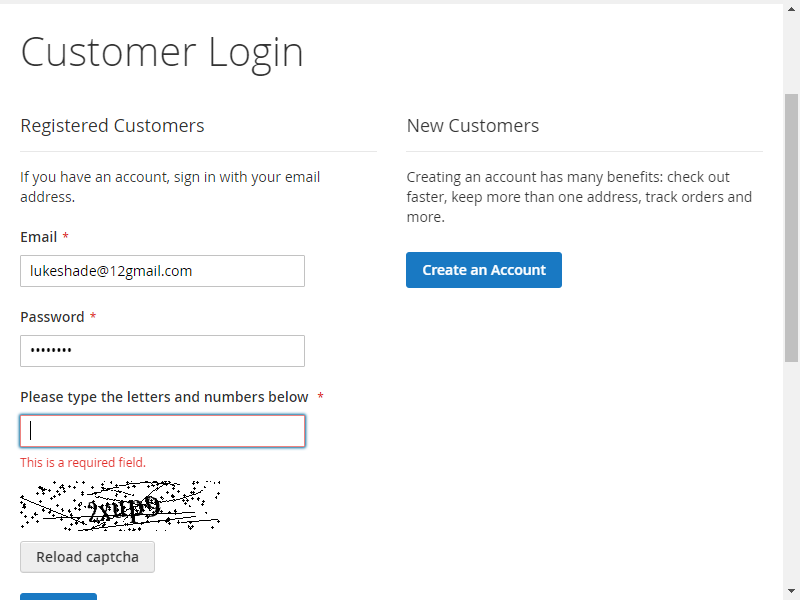 Customer Login
Registered Customers
If you have an account, sign in with your email
address.
Email *
lukeshade@12gmail.com
Password *
••••••••
Please type the letters and numbers below *
This is a required field.
Reload captcha
New Customers
Creating an account has many benefits: check out
faster, keep more than one address, track orders and
more.
Create an Account